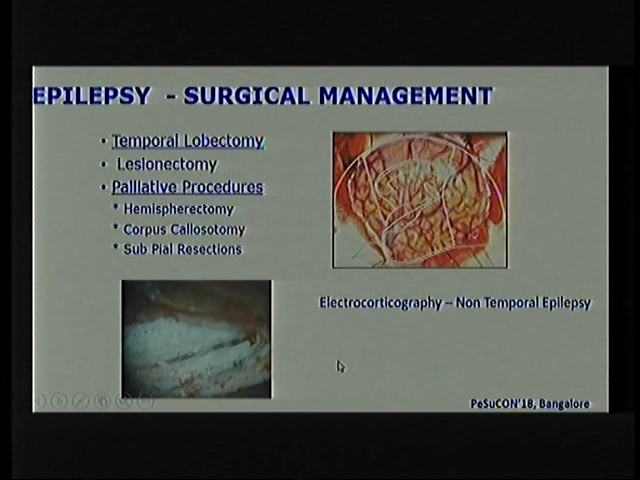 EPILEPSY - SURGICAL MANAGEMENT
• Temporal Lobectomy
• Lesionectomy
• Palliative Procedures
* Hemispherectomy
* Corpus Callosotomy
* Sub Pial Resections
Electrocorticography – Non Temporal Epilepsy
PeSuCON'18, Bangalore